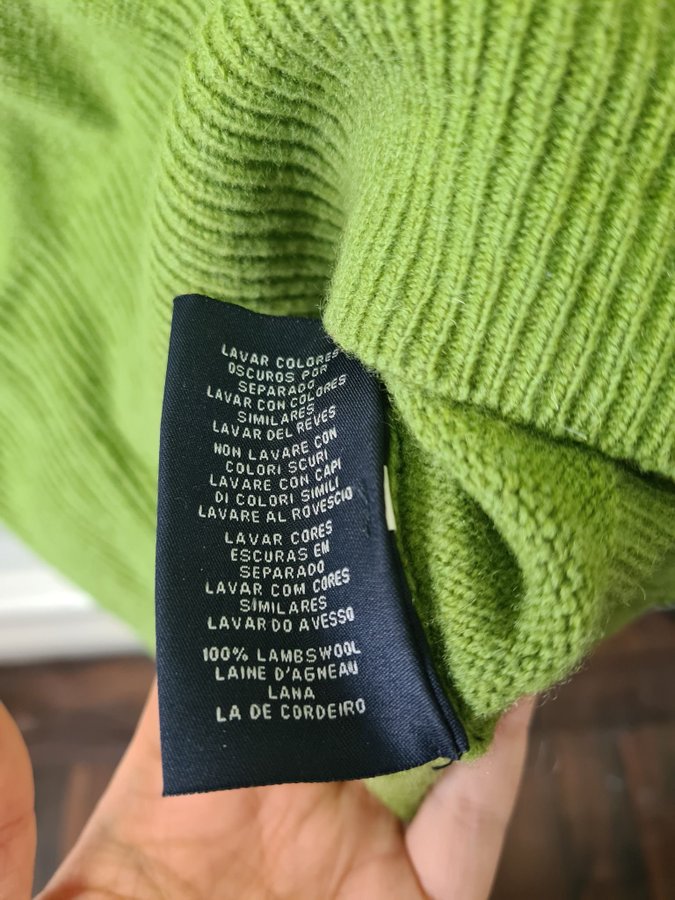 LAVAR COLORES
OSCUROS POR
SEPARADO
LAVAR CON COLORES
SIMILARES
LAVAR DEL REVES
NON LAVARE CON
COLORI SCURI
LAVARE CON CAPI
DI COLORI SIMILI
LAVARE AL ROVESCIO
LAVAR CORES
ESCURAS EM
SEPARADO
LAVAR COM CORES
SIMILARES
LAVAR DO AVESSO
100% LAMBSWOOL
LAINE D'AGNEAU
LANA
LA DE CORDEIRO